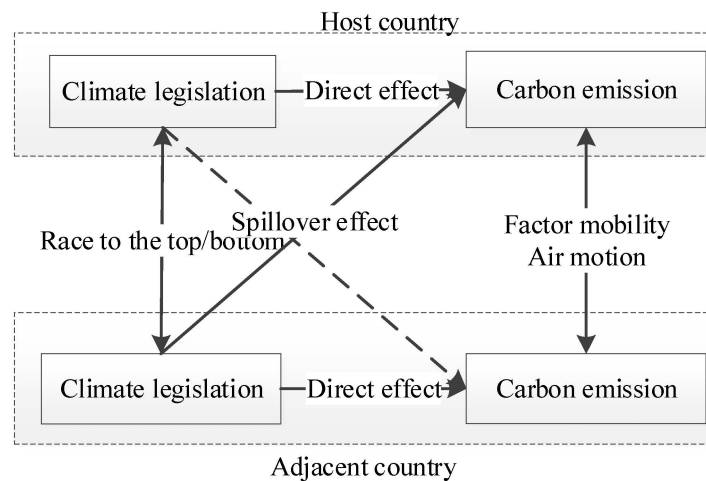 Host country
Climate legislation
Direct effect
Carbon emission
Spillover effect
Race to the top/bottom
Factor mobility
Air motion
Climate legislation
Direct effect
Carbon emission
Adjacent country